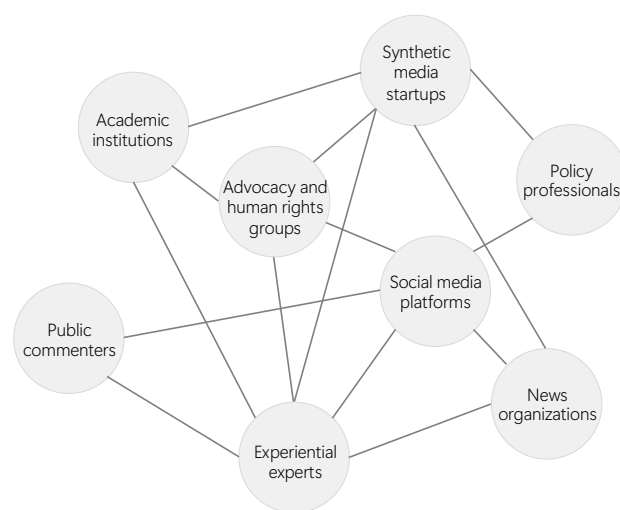 Synthetic
media
startups
Academic
institutions
Policy
professionals
Advocacy and
human rights
groups
Social media
platforms
Public
commenters
News
organizations
Experiential
experts